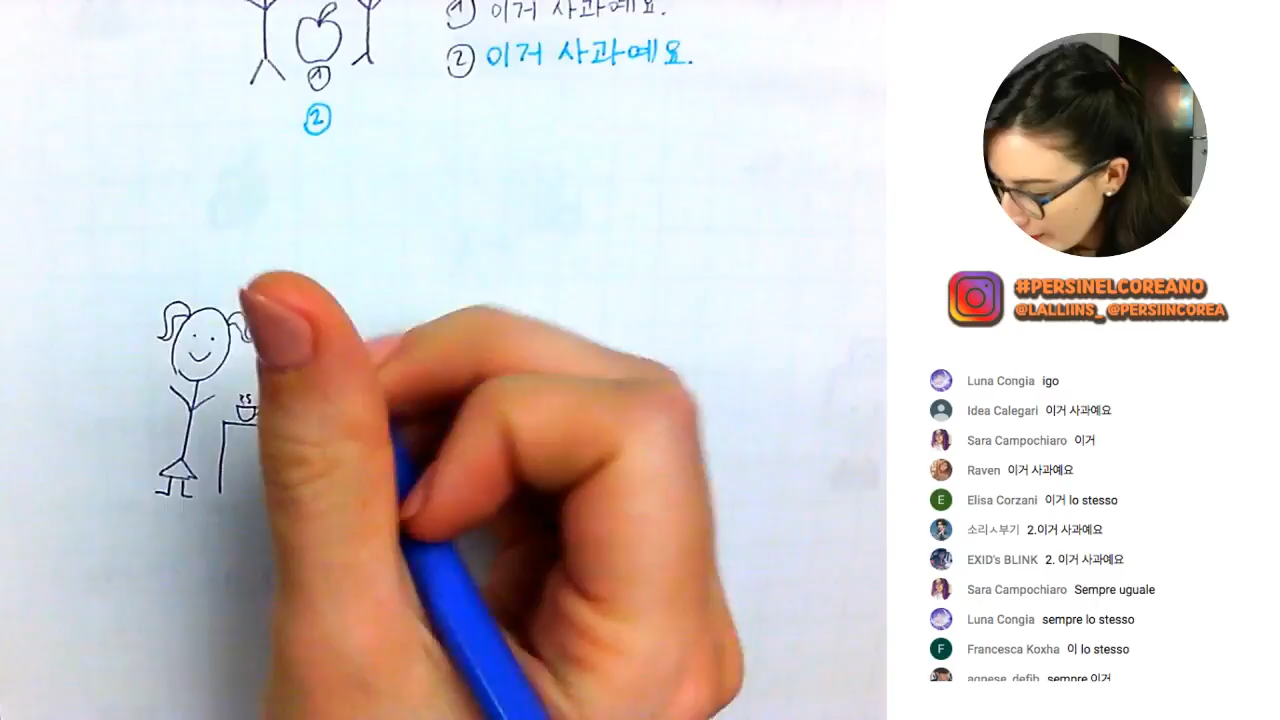 ① 이거 사과예요.
② 이거 사과예요.
①
②
#PERSINELCOREANO
@LALLIINS_ @PERSIINCOREA
Luna Congia igo
Idea Calegari 이거 사과예요
Sara Campochiaro 이거
Raven 이거 사과예요
E Elisa Corzani 이거 lo stesso
소리ㅅ부기 2.이거 사과예요
EXID's BLINK 2. 이거 사과예요
Sara Campochiaro Sempre uguale
Luna Congia sempre lo stesso
F Francesca Koxha 이 lo stesso
agnese_defib sempre 이거